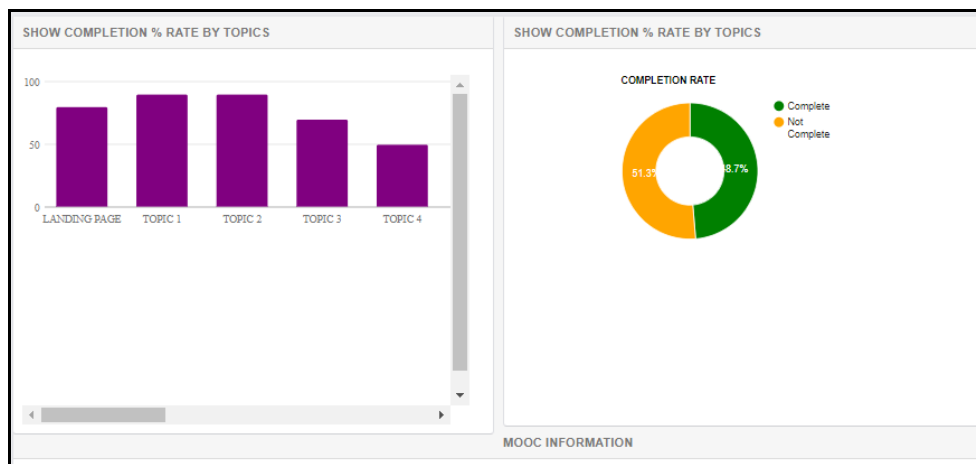 SHOW COMPLETION % RATE BY TOPICS
100
50
0
LANDING PAGE TOPIC 1 TOPIC 2 TOPIC 3 TOPIC 4
SHOW COMPLETION % RATE BY TOPICS
COMPLETION RATE
Complete
Not
Complete
51.3%
8.7%
MOOC INFORMATION